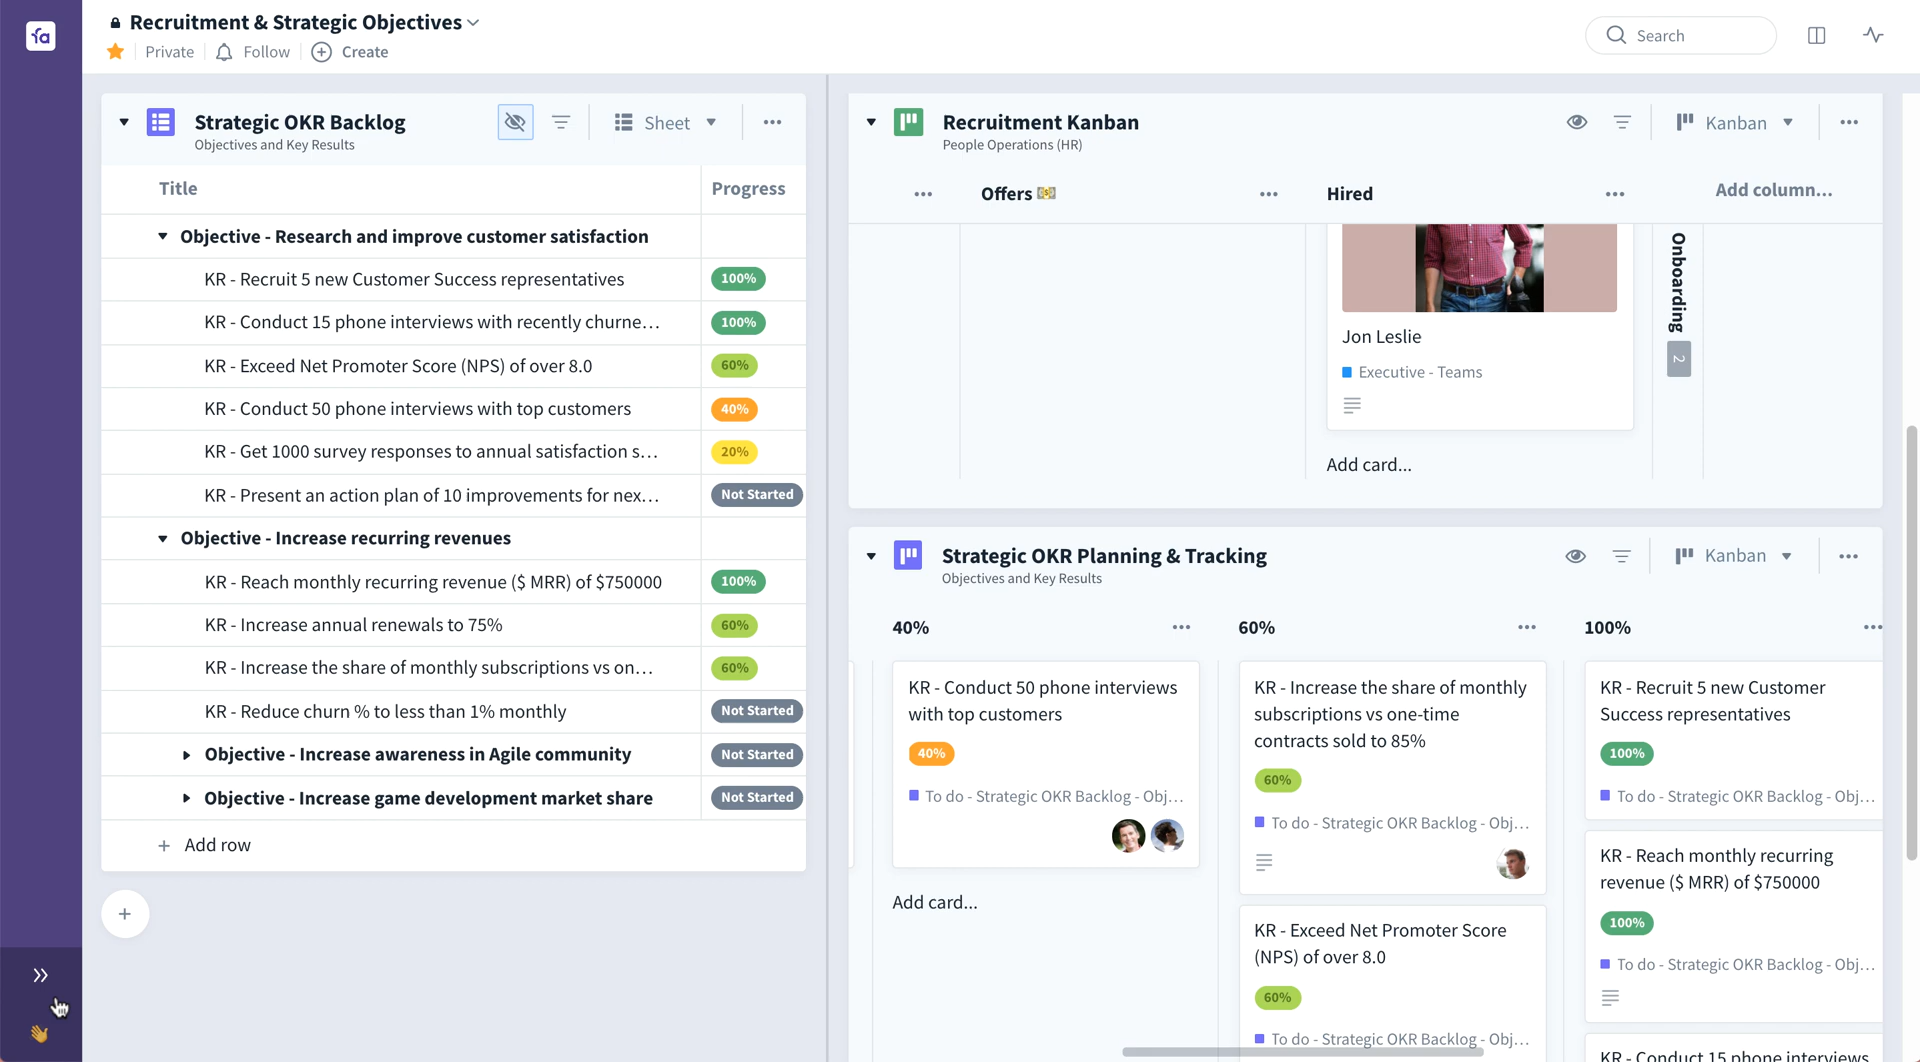 Recruitment & Strategic Objectives
Private
Follow
Create
Search
Strategic OKR Backlog
Objectives and Key Results
Sheet
Title
Progress
Objective - Research and improve customer satisfaction
KR - Recruit 5 new Customer Success representatives
100%
KR - Conduct 15 phone interviews with recently churne…
100%
KR - Exceed Net Promoter Score (NPS) of over 8.0
60%
KR - Conduct 50 phone interviews with top customers
40%
KR - Get 1000 survey responses to annual satisfaction s…
20%
KR - Present an action plan of 10 improvements for nex…
Not Started
Objective - Increase recurring revenues
KR - Reach monthly recurring revenue ($ MRR) of $750000
100%
KR - Increase annual renewals to 75%
60%
KR - Increase the share of monthly subscriptions vs on…
60%
KR - Reduce churn % to less than 1% monthly
Not Started
Objective - Increase awareness in Agile community
Not Started
Objective - Increase game development market share
Not Started
+ Add row
Recruitment Kanban
People Operations (HR)
Kanban
Offers
Hired
Add column...
Jon Leslie
Executive - Teams
Add card...
Onboarding
2
Strategic OKR Planning & Tracking
Objectives and Key Results
Kanban
40%
KR - Conduct 50 phone interviews
with top customers
40%
To do - Strategic OKR Backlog - Obj…
Add card...
60%
KR - Increase the share of monthly
subscriptions vs one-time
contracts sold to 85%
60%
To do - Strategic OKR Backlog - Obj…
KR - Exceed Net Promoter Score
(NPS) of over 8.0
60%
To do - Strategic OKR Backlog - Obj…
100%
KR - Recruit 5 new Customer
Success representatives
100%
To do - Strategic OKR Backlog - Obj…
KR - Reach monthly recurring
revenue ($ MRR) of $750000
100%
To do - Strategic OKR Backlog - Obj…
KR - Conduct 15 phone interviews